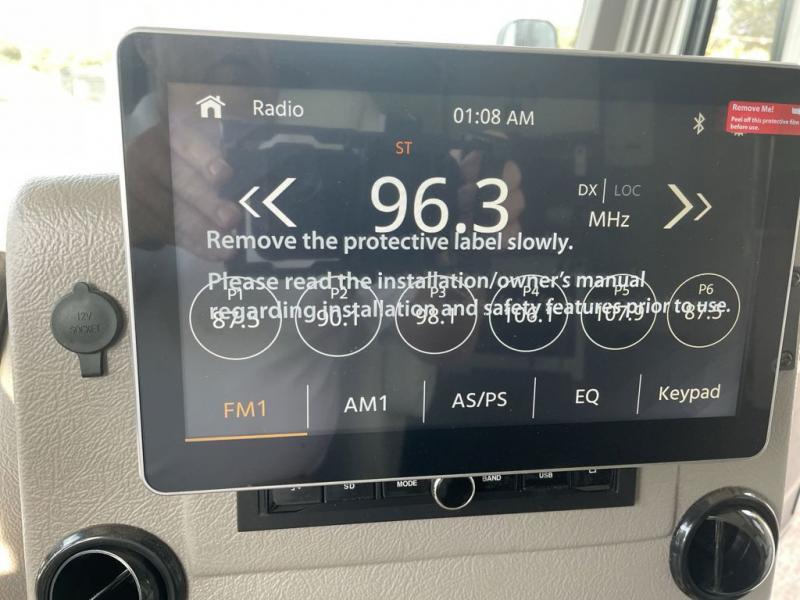 Radio
01:08 AM
Remove Me!
Peel off this protective film
before use.
ST
96.3
DX | LOC
MHz
Remove the protective label slowly.
Please read the installation/owner's manual
regarding installation and safety features prior to use.
P1 P2 P3 P4 P5 P6
87.5 90.1 98.1 106.1 107.9 87.5
FM1 AM1 AS/PS EQ Keypad
12V
SOCKET
SD MODE BAND USB